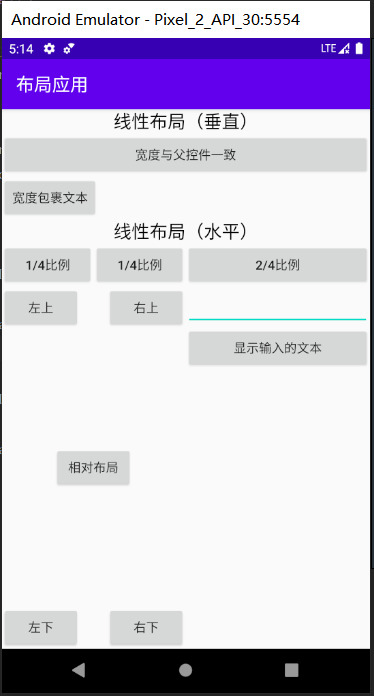 Android Emulator - Pixel_2_API_30:5554
5:14 LTE
布局应用
线性布局（垂直）
宽度与父控件一致
宽度包裹文本
线性布局（水平）
1/4比例 1/4比例 2/4比例
左上 右上
显示输入的文本
相对布局
左下 右下